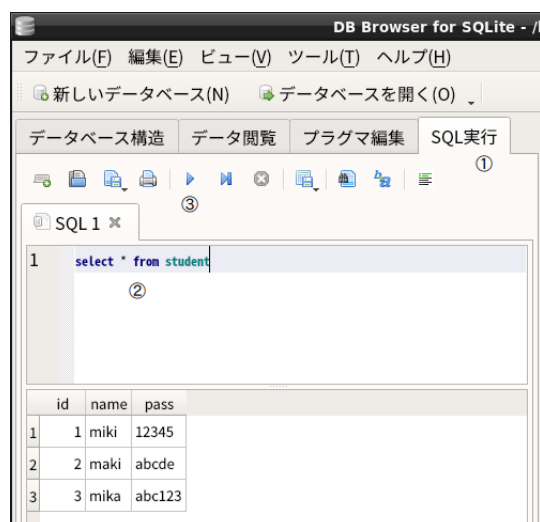 DB Browser for SQLite - /
ファイル(F) 編集(E) ビュー(V) ツール(T) ヘルプ(H)
新しいデータベース(N) データベースを開く(O)
データベース構造 データ閲覧 プラグマ編集 SQL実行
①
③
SQL 1
1 select * from student
②
id name pass
1 1 miki 12345
2 2 maki abcde
3 3 mika abc123